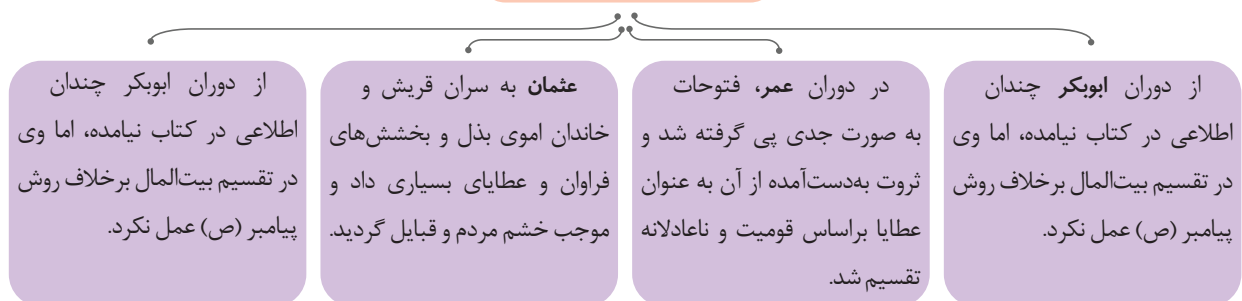 از دوران ابوبکر چندان
اطلاعی در کتاب نیامده، اما وی
در تقسیم بیت‌المال برخلاف روش
پیامبر (ص) عمل نکرد.
در دوران عمر، فتوحات
به صورت جدی پی گرفته شد و
ثروت به‌دست‌آمده از آن به عنوان
عطایا براساس قومیت و ناعادلانه
تقسیم شد.
عثمان به سران قریش و
خاندان اموی بذل و بخشش‌های
فراوان و عطایای بسیاری داد و
موجب خشم مردم و قبایل گردید.
از دوران ابوبکر چندان
اطلاعی در کتاب نیامده، اما وی
در تقسیم بیت‌المال برخلاف روش
پیامبر (ص) عمل نکرد.